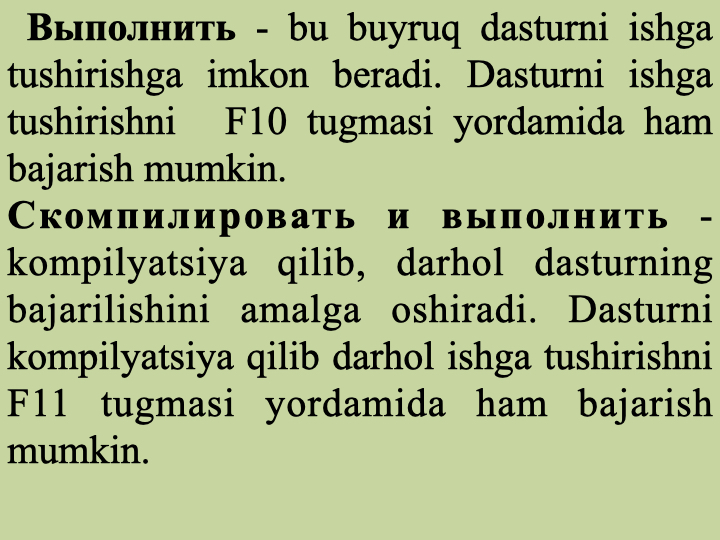 Выполнить - bu buyruq dasturni ishga
tushirishga imkon beradi. Dasturni ishga
tushirishni F10 tugmasi yordamida ham
bajarish mumkin.
Скомпилировать и выполнить -
kompilyatsiya qilib, darhol dasturning
bajarilishini amalga oshiradi. Dasturni
kompilyatsiya qilib darhol ishga tushirishni
F11 tugmasi yordamida ham bajarish
mumkin.